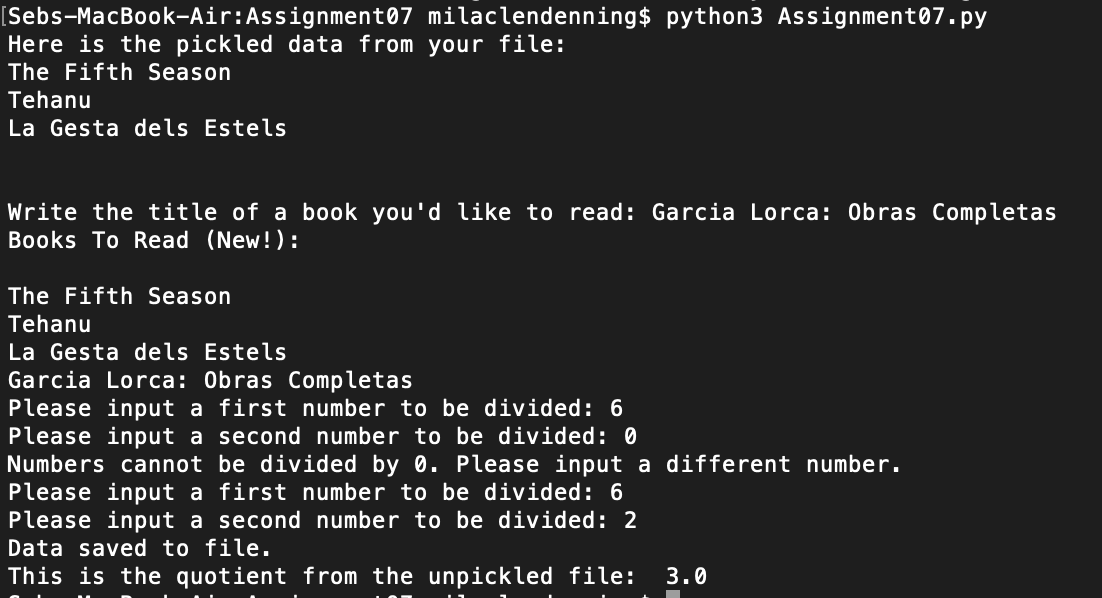 [Sebs-MacBook-Air:Assignment07 milaclendenning$ python3 Assignment07.py
Here is the pickled data from your file:
The Fifth Season
Tehanu
La Gesta dels Estels
Write the title of a book you'd like to read: Garcia Lorca: Obras Completas
Books To Read (New!):
The Fifth Season
Tehanu
La Gesta dels Estels
Garcia Lorca: Obras Completas
Please input a first number to be divided: 6
Please input a second number to be divided: 0
Numbers cannot be divided by 0. Please input a different number.
Please input a first number to be divided: 6
Please input a second number to be divided: 2
Data saved to file.
This is the quotient from the unpickled file:  3.0
Sebs-MacBook-Air:Assignment07 milaclendenning$